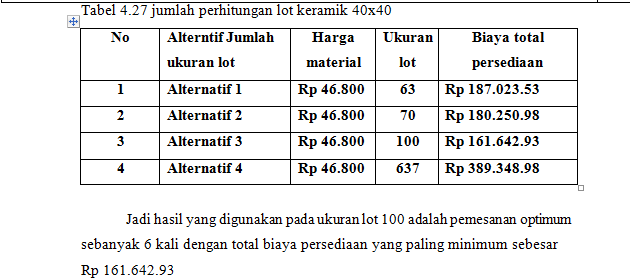 Tabel 4.27 jumlah perhitungan lot keramik 40x40
No Alterntif Jumlah ukuran lot Harga material Ukuran lot Biaya total persediaan
1 Alternatif 1 Rp 46.800 63 Rp 187.023.53
2 Alternatif 2 Rp 46.800 70 Rp 180.250.98
3 Alternatif 3 Rp 46.800 100 Rp 161.642.93
4 Alternatif 4 Rp 46.800 637 Rp 389.348.98
Jadi hasil yang digunakan pada ukuran lot 100 adalah pemesanan optimum
sebanyak 6 kali dengan total biaya persediaan yang paling minimum sebesar
Rp 161.642.93